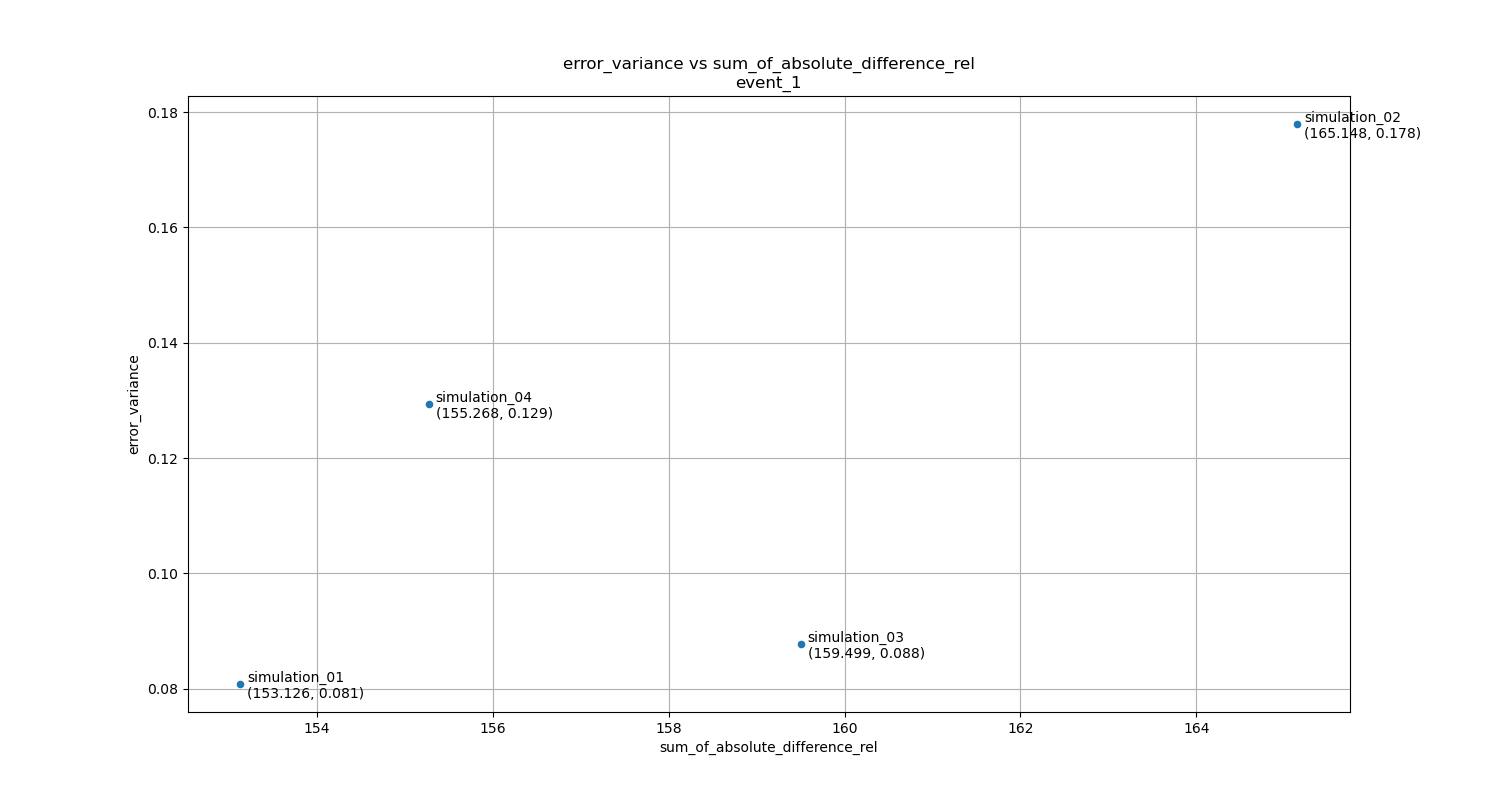 error_variance vs sum_of_absolute_difference_rel
event_1
0.18
0.16
0.14
0.12
0.10
0.08
error_variance
simulation_02
(165.148, 0.178)
simulation_04
(155.268, 0.129)
simulation_03
(159.499, 0.088)
simulation_01
(153.126, 0.081)
154
156
158
160
162
164
sum_of_absolute_difference_rel